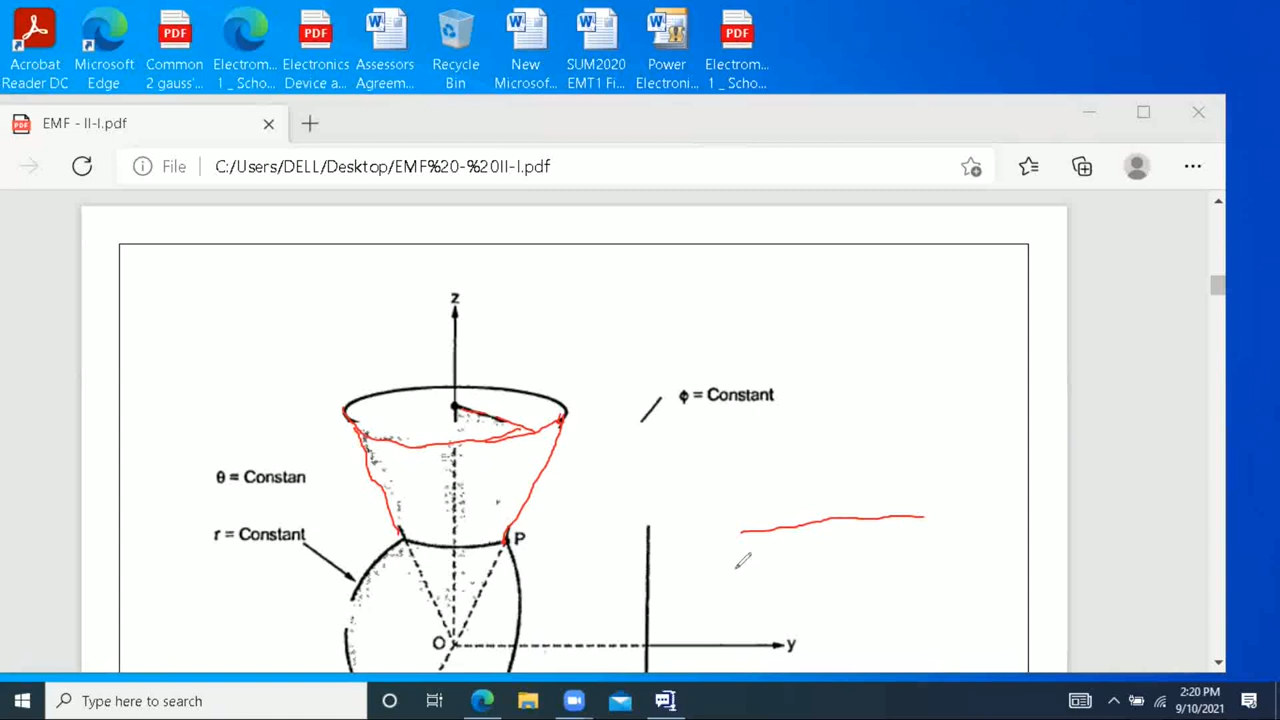 Acrobat Reader DC
Microsoft Edge
Common 2 gauss'...
Electrom... 1 _ Scho...
Electronics Device a...
Assessors Agreem...
Recycle Bin
New Microsof...
SUM2020 EMT1 Fi...
Power Electroni...
Electrom... 1 _ Scho...
PDF
PDF
PDF
EMF - II-I.pdf
File
C:/Users/DELL/Desktop/EMF%20-%20II-I.pdf
z
ϕ = Constant
θ = Constan
r = Constant
P
O
y
Type here to search
2:20 PM
9/10/2021